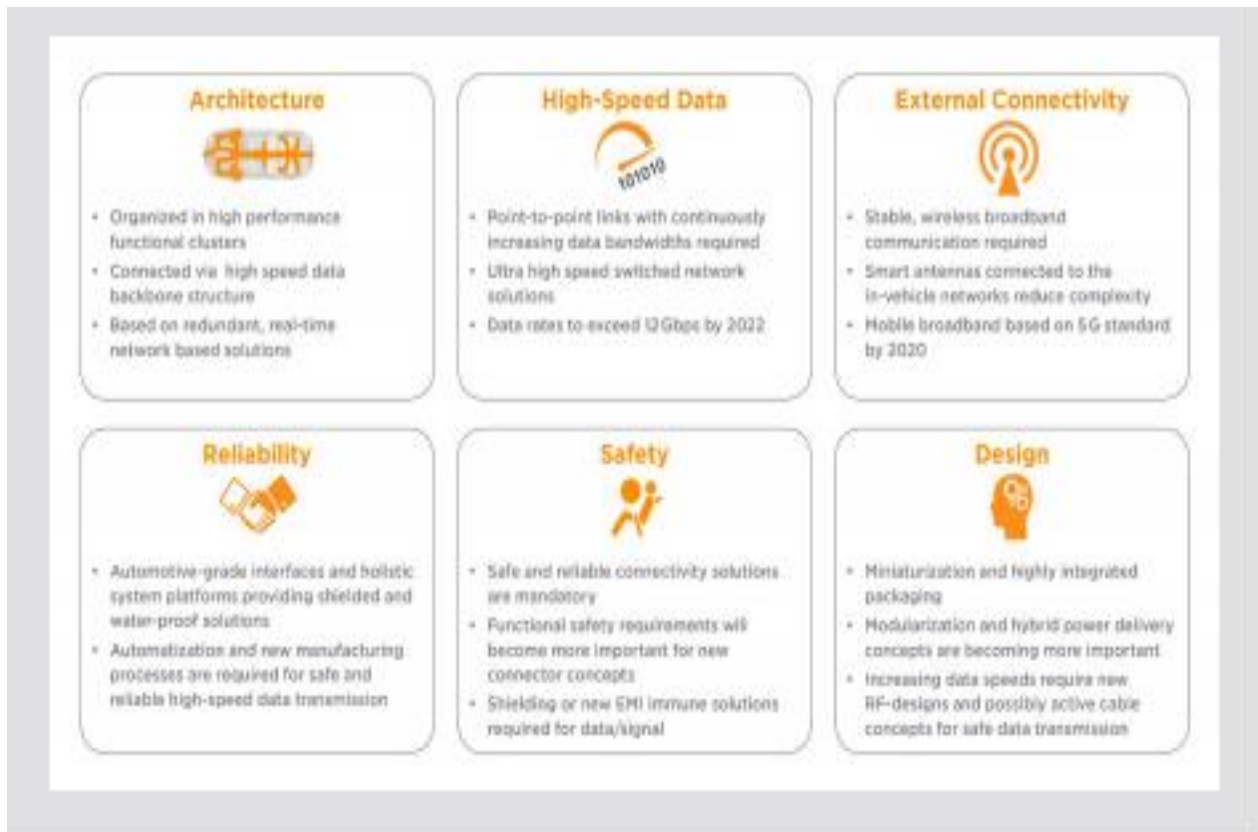 Architecture
• Organized in high performance
functional clusters
• Connected via high speed data
backbone structure
• Based on redundant, real-time
network based solutions
High-Speed Data
101010
• Point-to-point links with continuously
increasing data bandwidths required
• Ultra high speed switched network
solutions
• Data rates to exceed 12Gbps by 2022
External Connectivity
• Stable, wireless broadband
communication required
• Smart antennas connected to the
in-vehicle networks reduce complexity
• Mobile broadband based on 5G standard
by 2020
Reliability
• Automotive-grade interfaces and holistic
system platforms providing shielded and
water-proof solutions
• Automatization and new manufacturing
processes are required for safe and
reliable high-speed data transmission
Safety
• Safe and reliable connectivity solutions
are mandatory
• Functional safety requirements will
become more important for new
connector concepts
• Shielding or new EMI immune solutions
required for data/signal
Design
• Miniaturization and highly integrated
packaging
• Modularization and hybrid power delivery
concepts are becoming more important
• Increasing data speeds require new
RF-designs and possibly active cable
concepts for safe data transmission